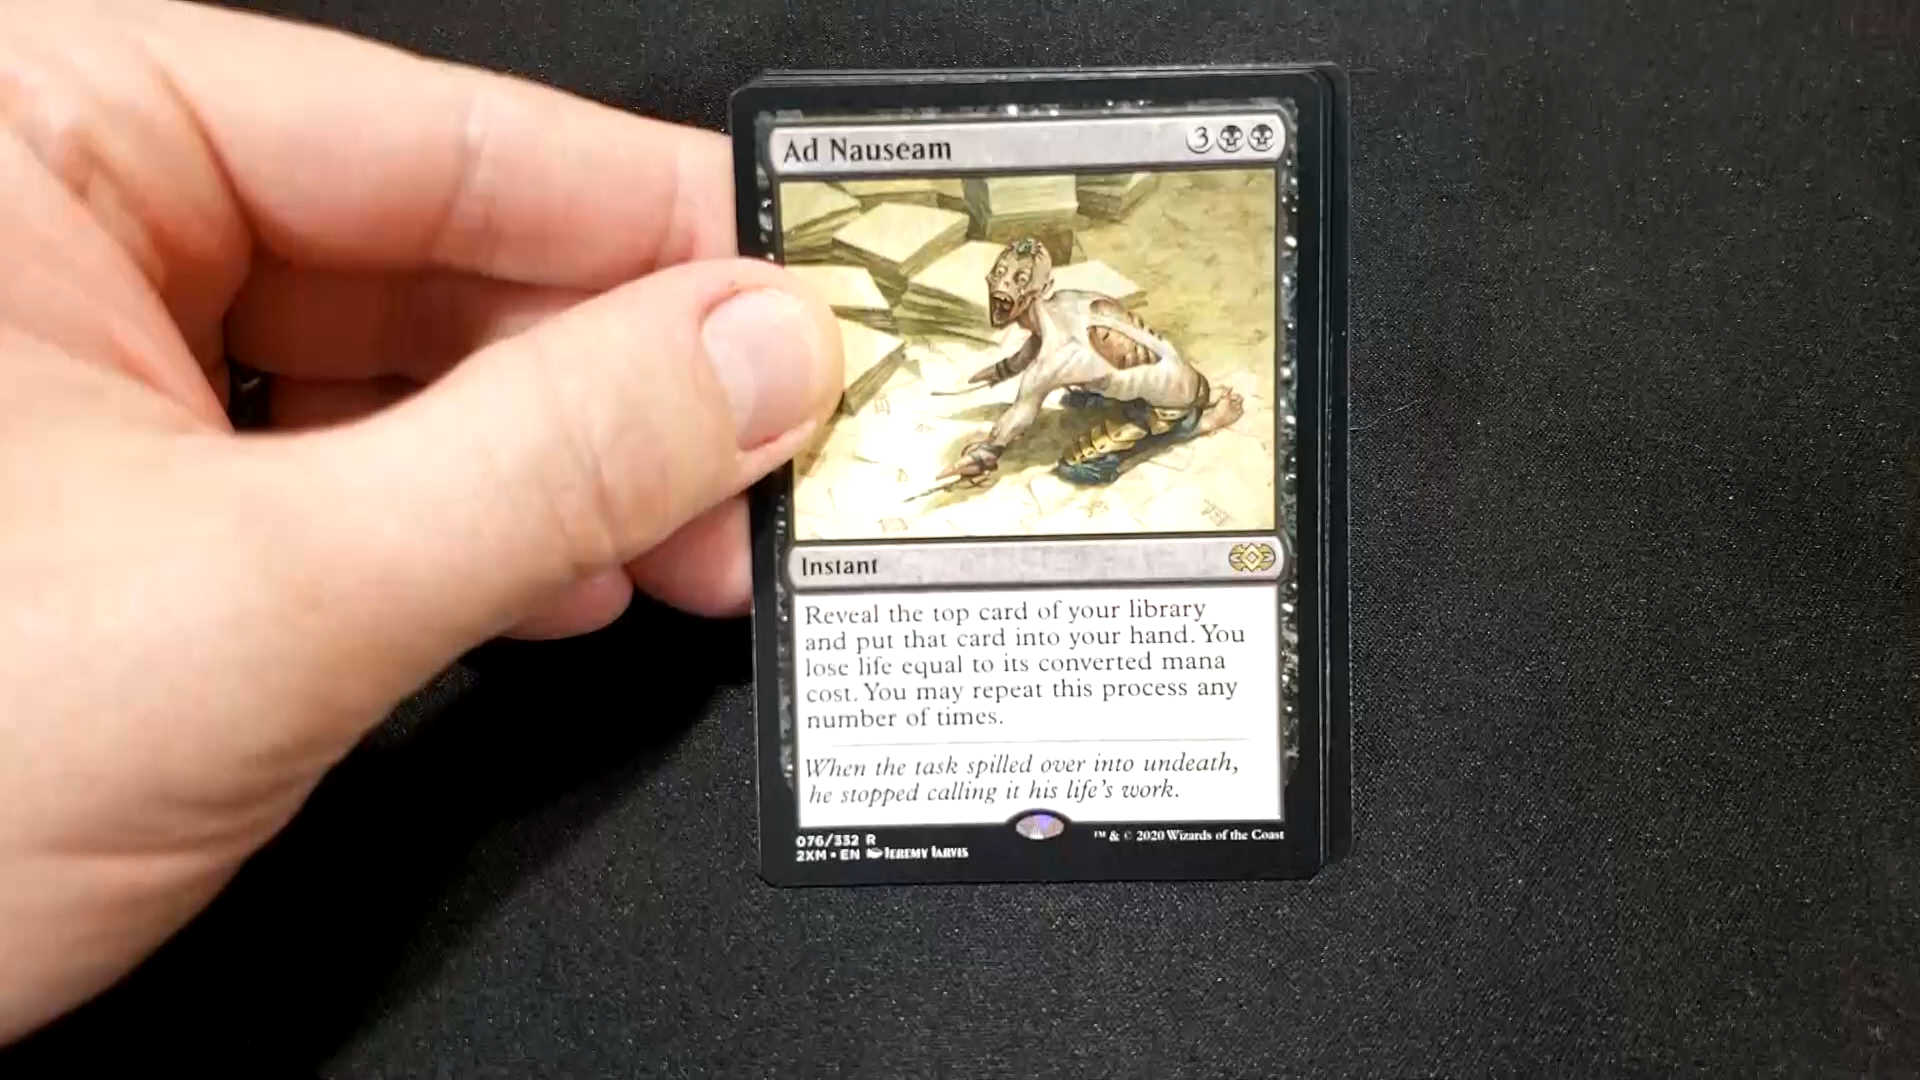 Ad Nauseam 3
Instant
Reveal the top card of your library
and put that card into your hand. You
lose life equal to its converted mana
cost. You may repeat this process any
number of times.
When the task spilled over into undeath,
he stopped calling it his life's work.
076/332 R
2XM • EN JEREMY JARVIS
™ & © 2020 Wizards of the Coast